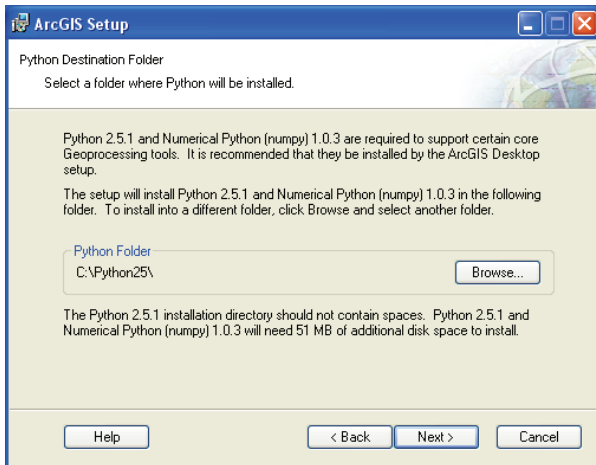 ArcGIS Setup
Python Destination Folder
Select a folder where Python will be installed.
Python 2.5.1 and Numerical Python (numpy) 1.0.3 are required to support certain core
Geoprocessing tools. It is recommended that they be installed by the ArcGIS Desktop
setup.
The setup will install Python 2.5.1 and Numerical Python (numpy) 1.0.3 in the following
folder. To install into a different folder, click Browse and select another folder.
Python Folder
C:\Python25\
Browse...
The Python 2.5.1 installation directory should not contain spaces. Python 2.5.1 and
Numerical Python (numpy) 1.0.3 will need 51 MB of additional disk space to install.
Help
< Back
Next >
Cancel